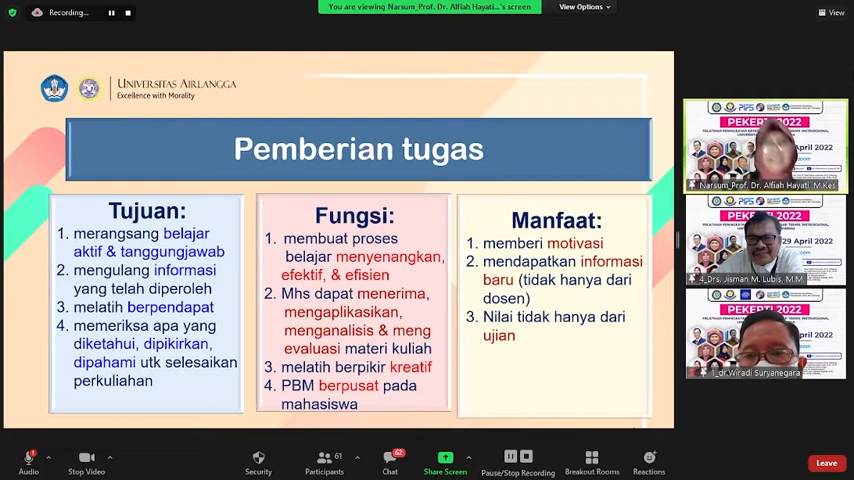 Recording...
You are viewing Narsum_Prof. Dr. Alfiah Hayati...'s screen
View Options
View
UNIVERSITAS AIRLANGGA
Excellence with Morality
Pemberian tugas
Tujuan:
1. merangsang belajar
aktif & tanggungjawab
2. mengulang informasi
yang telah diperoleh
3. melatih berpendapat
4. memeriksa apa yang
diketahui, dipikirkan,
dipahami utk selesaikan
perkuliahan
Fungsi:
1. membuat proses
belajar menyenangkan,
efektif, & efisien
2. Mhs dapat menerima,
mengaplikasikan,
menganalisis & meng
evaluasi materi kuliah
3. melatih berpikir kreatif
4. PBM berpusat pada
mahasiswa
Manfaat:
1. memberi motivasi
2. mendapatkan informasi
baru (tidak hanya dari
dosen)
3. Nilai tidak hanya dari
ujian
PIPS
PEKERTI 2022
April 2022
Narsum_Prof. Dr. Alfiah Hayati. M.Kes
PIPS
PEKERTI 2022
29 April 2022
4_Drs. Jisman M. Lubis, M.M.
PIPS
PEKERTI 2022
April 2022
1_dr.Wiradi Suryanegara
1
Audio
Stop Video
Security
61
Participants
62
Chat
Share Screen
Pause/Stop Recording
Breakout Rooms
Reactions
Leave